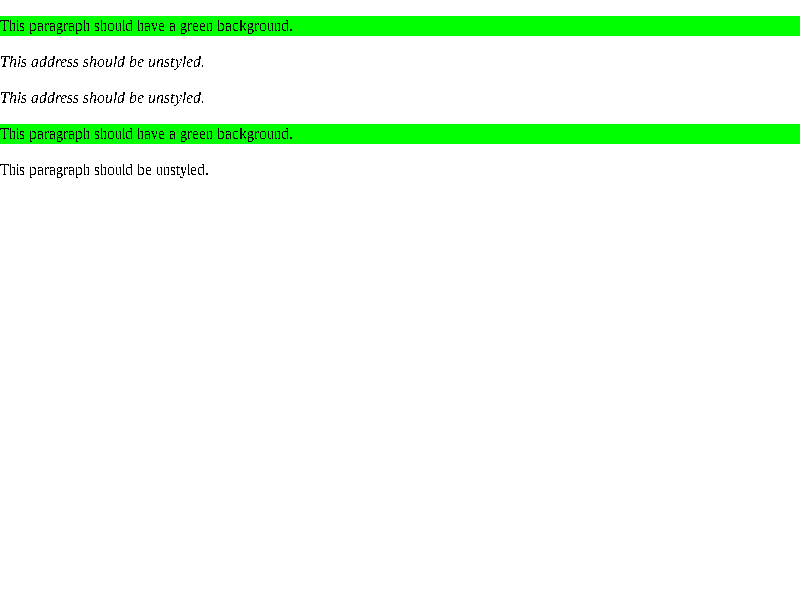 This paragraph should have a green background.
This address should be unstyled.
This address should be unstyled.
This paragraph should have a green background.
This paragraph should be unstyled.